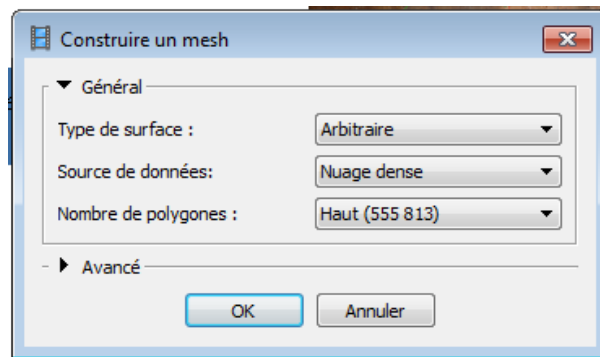 Construire un mesh
Général
Type de surface : Arbitraire
Source de données: Nuage dense
Nombre de polygones : Haut (555 813)
Avancé
OK Annuler